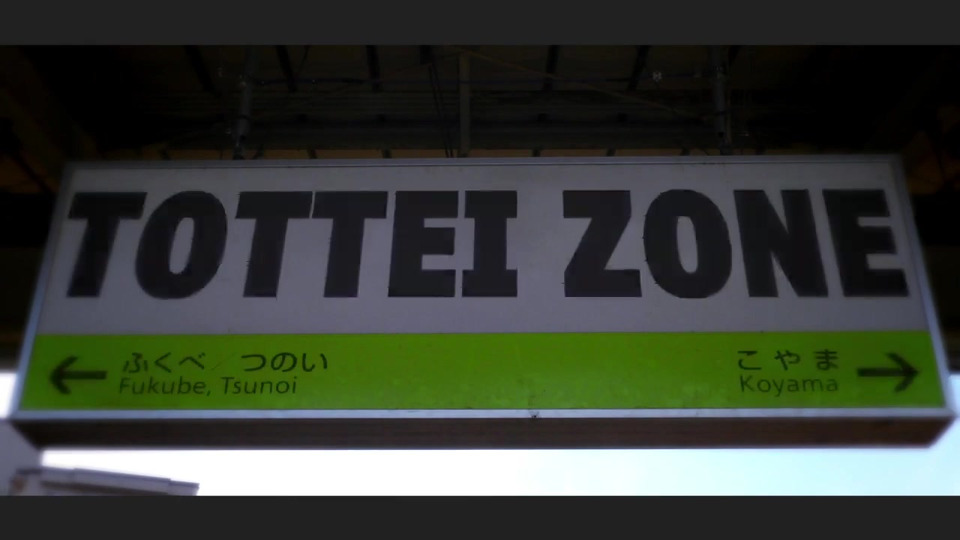 TOTTEI ZONE
← ふくべ／つのい
Fukube, Tsunoi
こやま →
Koyama